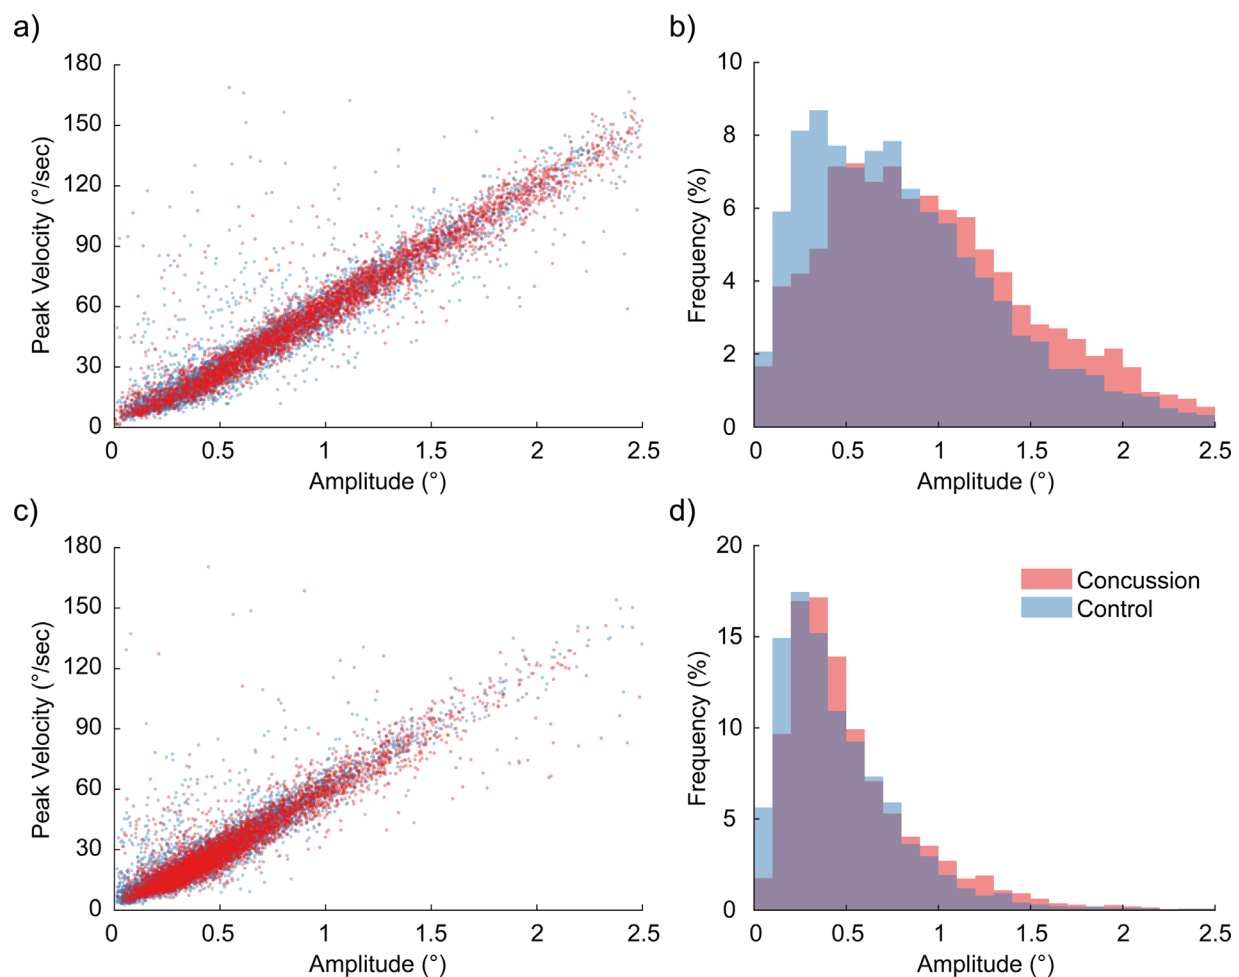 a)
180
150
120
90
60
30
0
Peak Velocity (°/sec)
0 0.5 1 1.5 2 2.5
Amplitude (°)
b)
10
8
6
4
2
0
Frequency (%)
0 0.5 1 1.5 2 2.5
Amplitude (°)
c)
180
150
120
90
60
30
0
Peak Velocity (°/sec)
0 0.5 1 1.5 2 2.5
Amplitude (°)
d)
20
15
10
5
0
Frequency (%)
Concussion
Control
0 0.5 1 1.5 2 2.5
Amplitude (°)